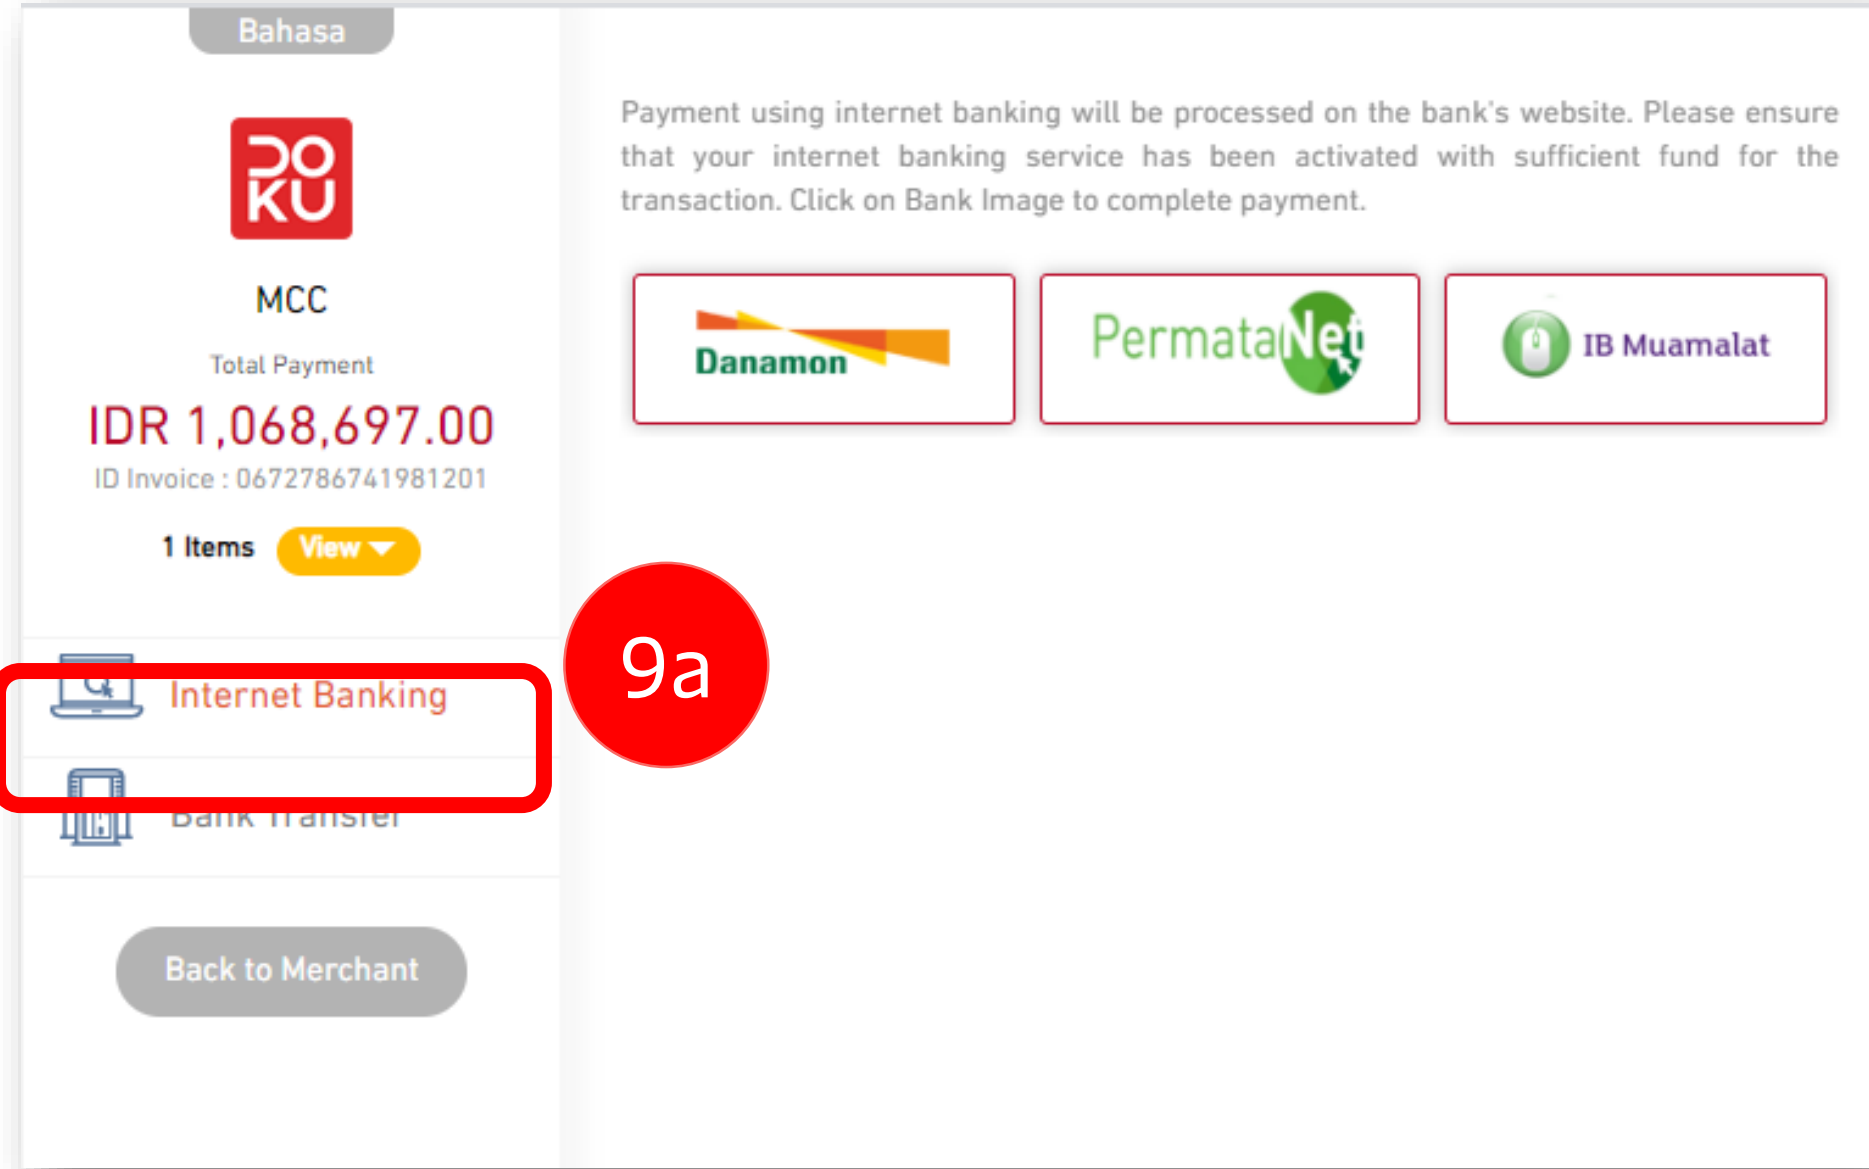 Bahasa
DOKU
MCC
Total Payment
IDR 1,068,697.00
ID Invoice : 0672786741981201
1 Items View
Internet Banking
Bank Transfer
Back to Merchant
Payment using internet banking will be processed on the bank's website. Please ensure
that your internet banking service has been activated with sufficient fund for the
transaction. Click on Bank Image to complete payment.
Danamon
PermataNet
IB Muamalat
9a